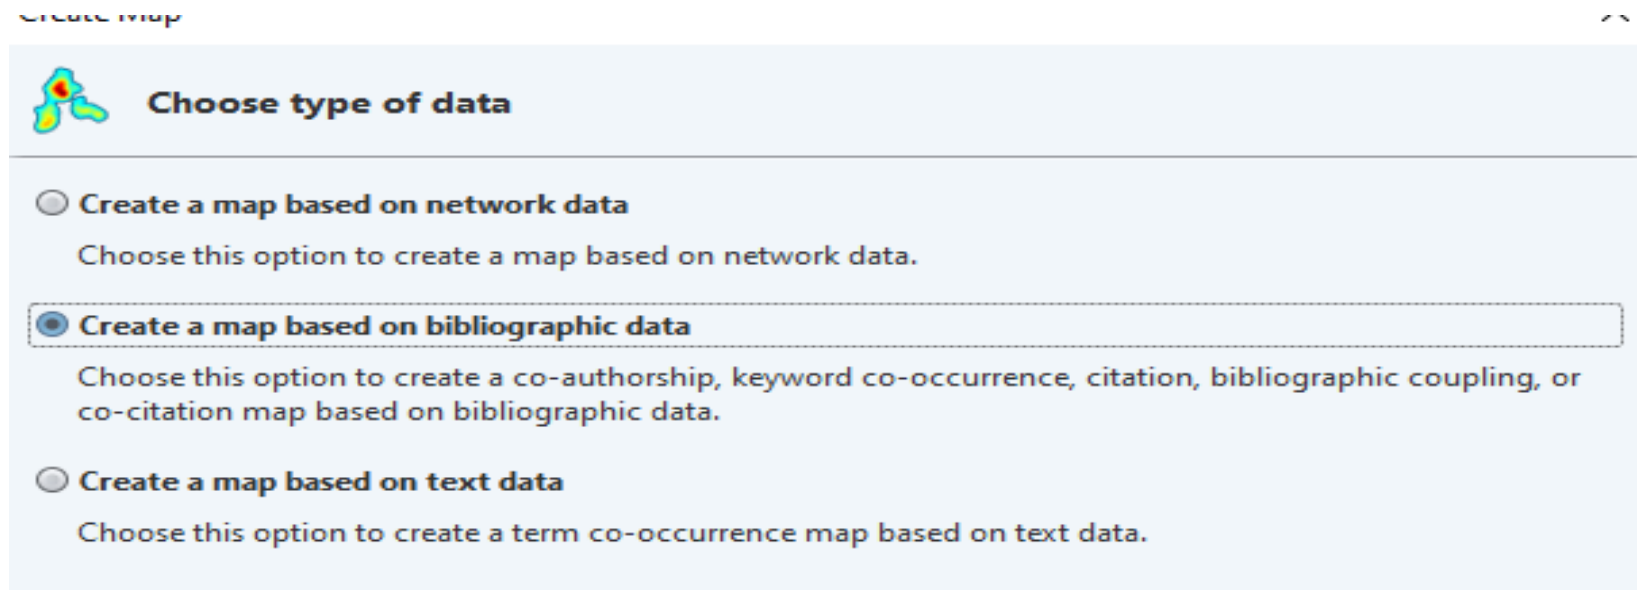 Create Map
Choose type of data
Create a map based on network data
Choose this option to create a map based on network data.
Create a map based on bibliographic data
Choose this option to create a co-authorship, keyword co-occurrence, citation, bibliographic coupling, or
co-citation map based on bibliographic data.
Create a map based on text data
Choose this option to create a term co-occurrence map based on text data.